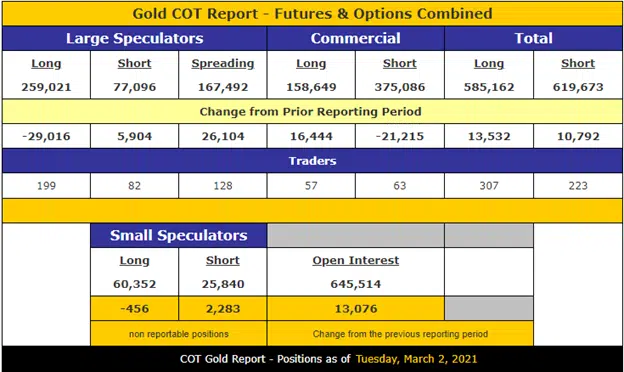 Gold COT Report - Futures & Options Combined
Large Speculators Commercial Total
Long Short Spreading Long Short Long Short
259,021 77,096 167,492 158,649 375,086 585,162 619,673
Change from Prior Reporting Period
-29,016 5,904 26,104 16,444 -21,215 13,532 10,792
Traders
199 82 128 57 63 307 223
Small Speculators
Long Short Open Interest
60,352 25,840 645,514
-456 2,283 13,076
non reportable positions Change from the previous reporting period
COT Gold Report - Positions as of Tuesday, March 2, 2021